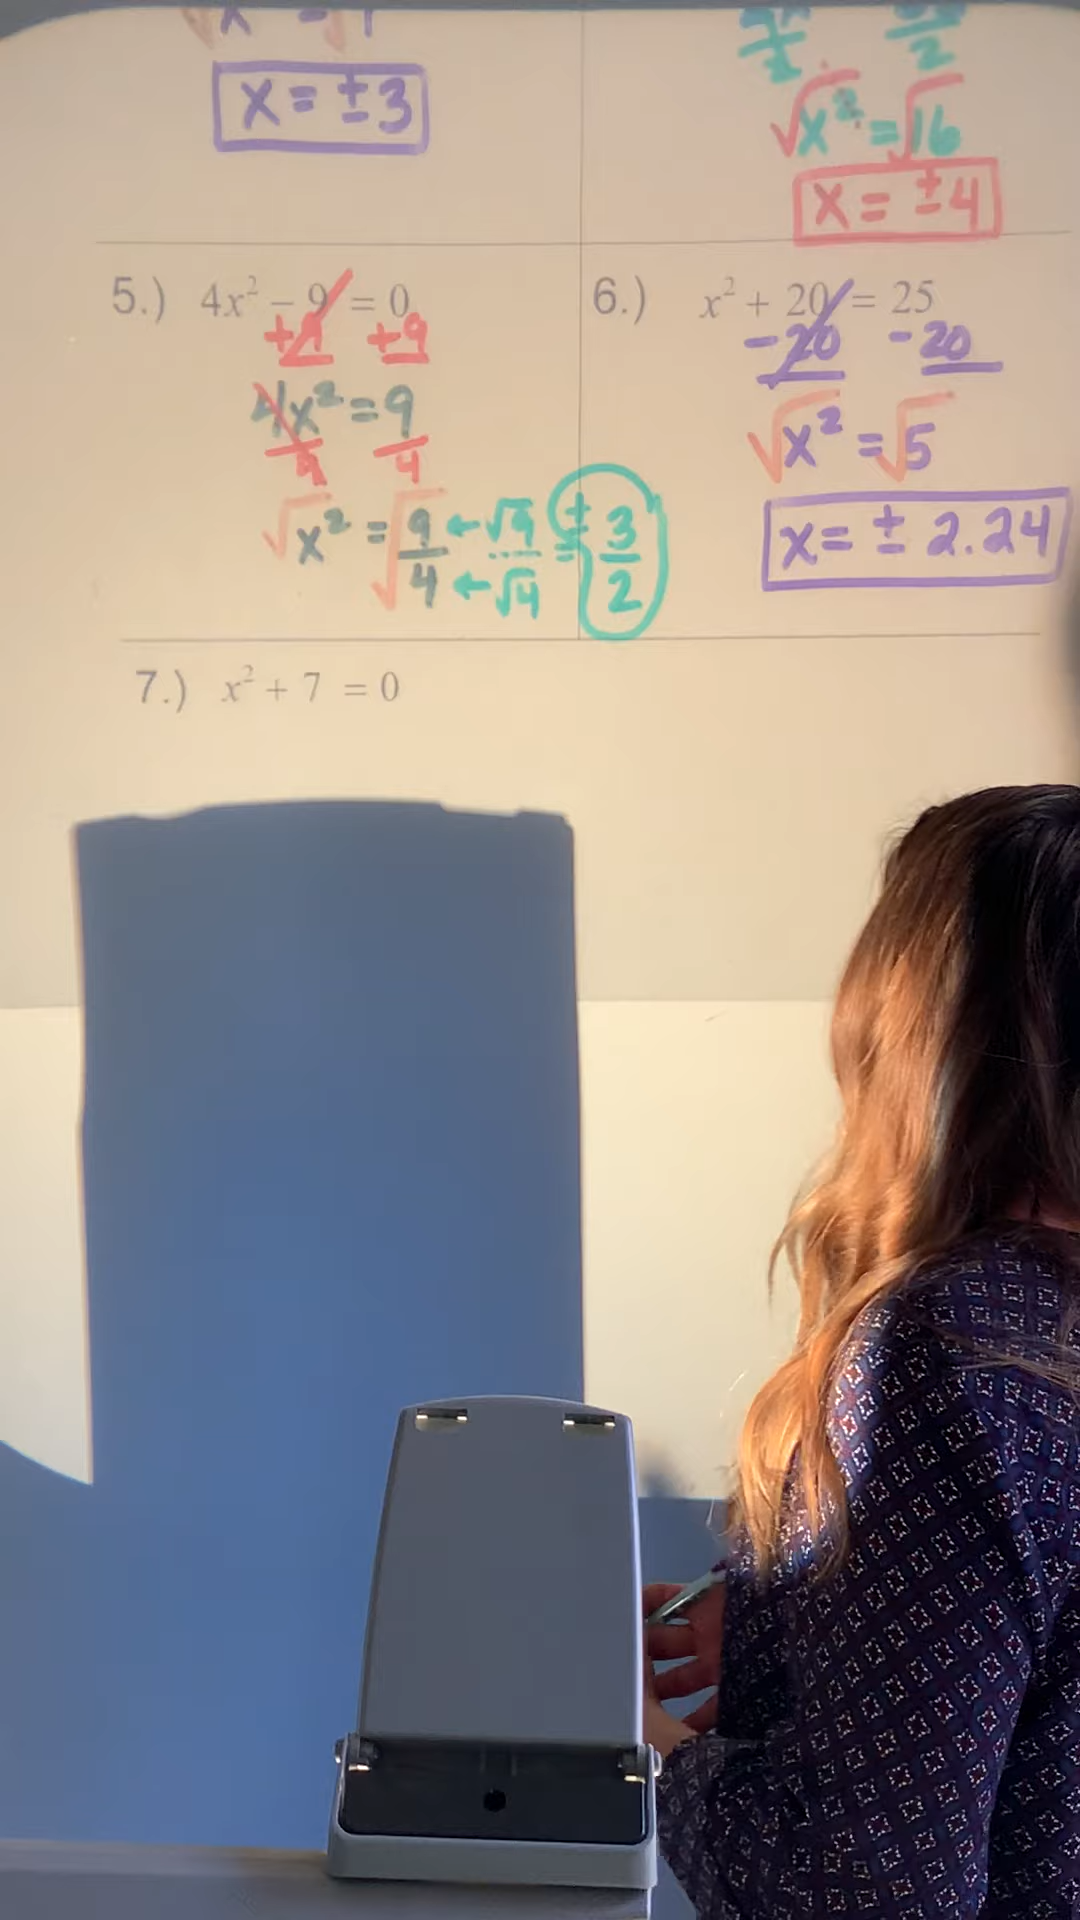 x = ±3
√x² = √16
x = ±4
5.) 4x² − 9 = 0
+9 +9
4x² = 9
4 4
√x² = √9/4 ← √9 / ← √4 = ± 3/2
6.) x² + 20 = 25
-20 -20
√x² = √5
x = ± 2.24
7.) x² + 7 = 0